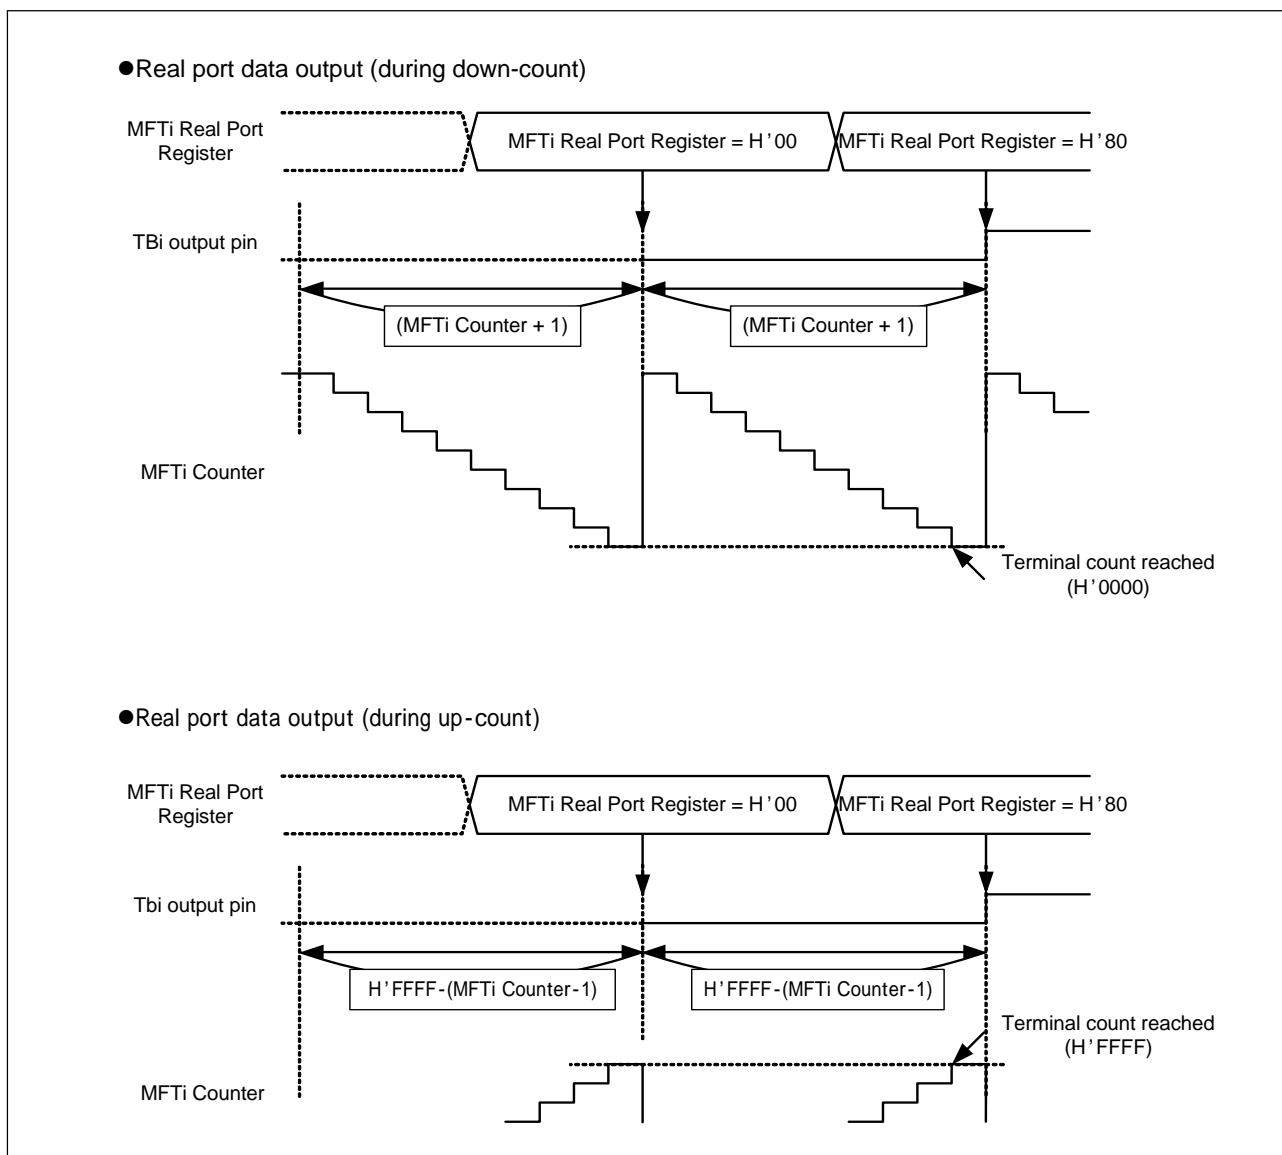 ●Real port data output (during down-count)
MFTi Real Port
Register
MFTi Real Port Register = H'00
MFTi Real Port Register = H'80
TBi output pin
(MFTi Counter + 1)
(MFTi Counter + 1)
MFTi Counter
Terminal count reached
(H'0000)
●Real port data output (during up-count)
MFTi Real Port
Register
MFTi Real Port Register = H'00
MFTi Real Port Register = H'80
Tbi output pin
H'FFFF-(MFTi Counter-1)
H'FFFF-(MFTi Counter-1)
Terminal count reached
(H'FFFF)
MFTi Counter